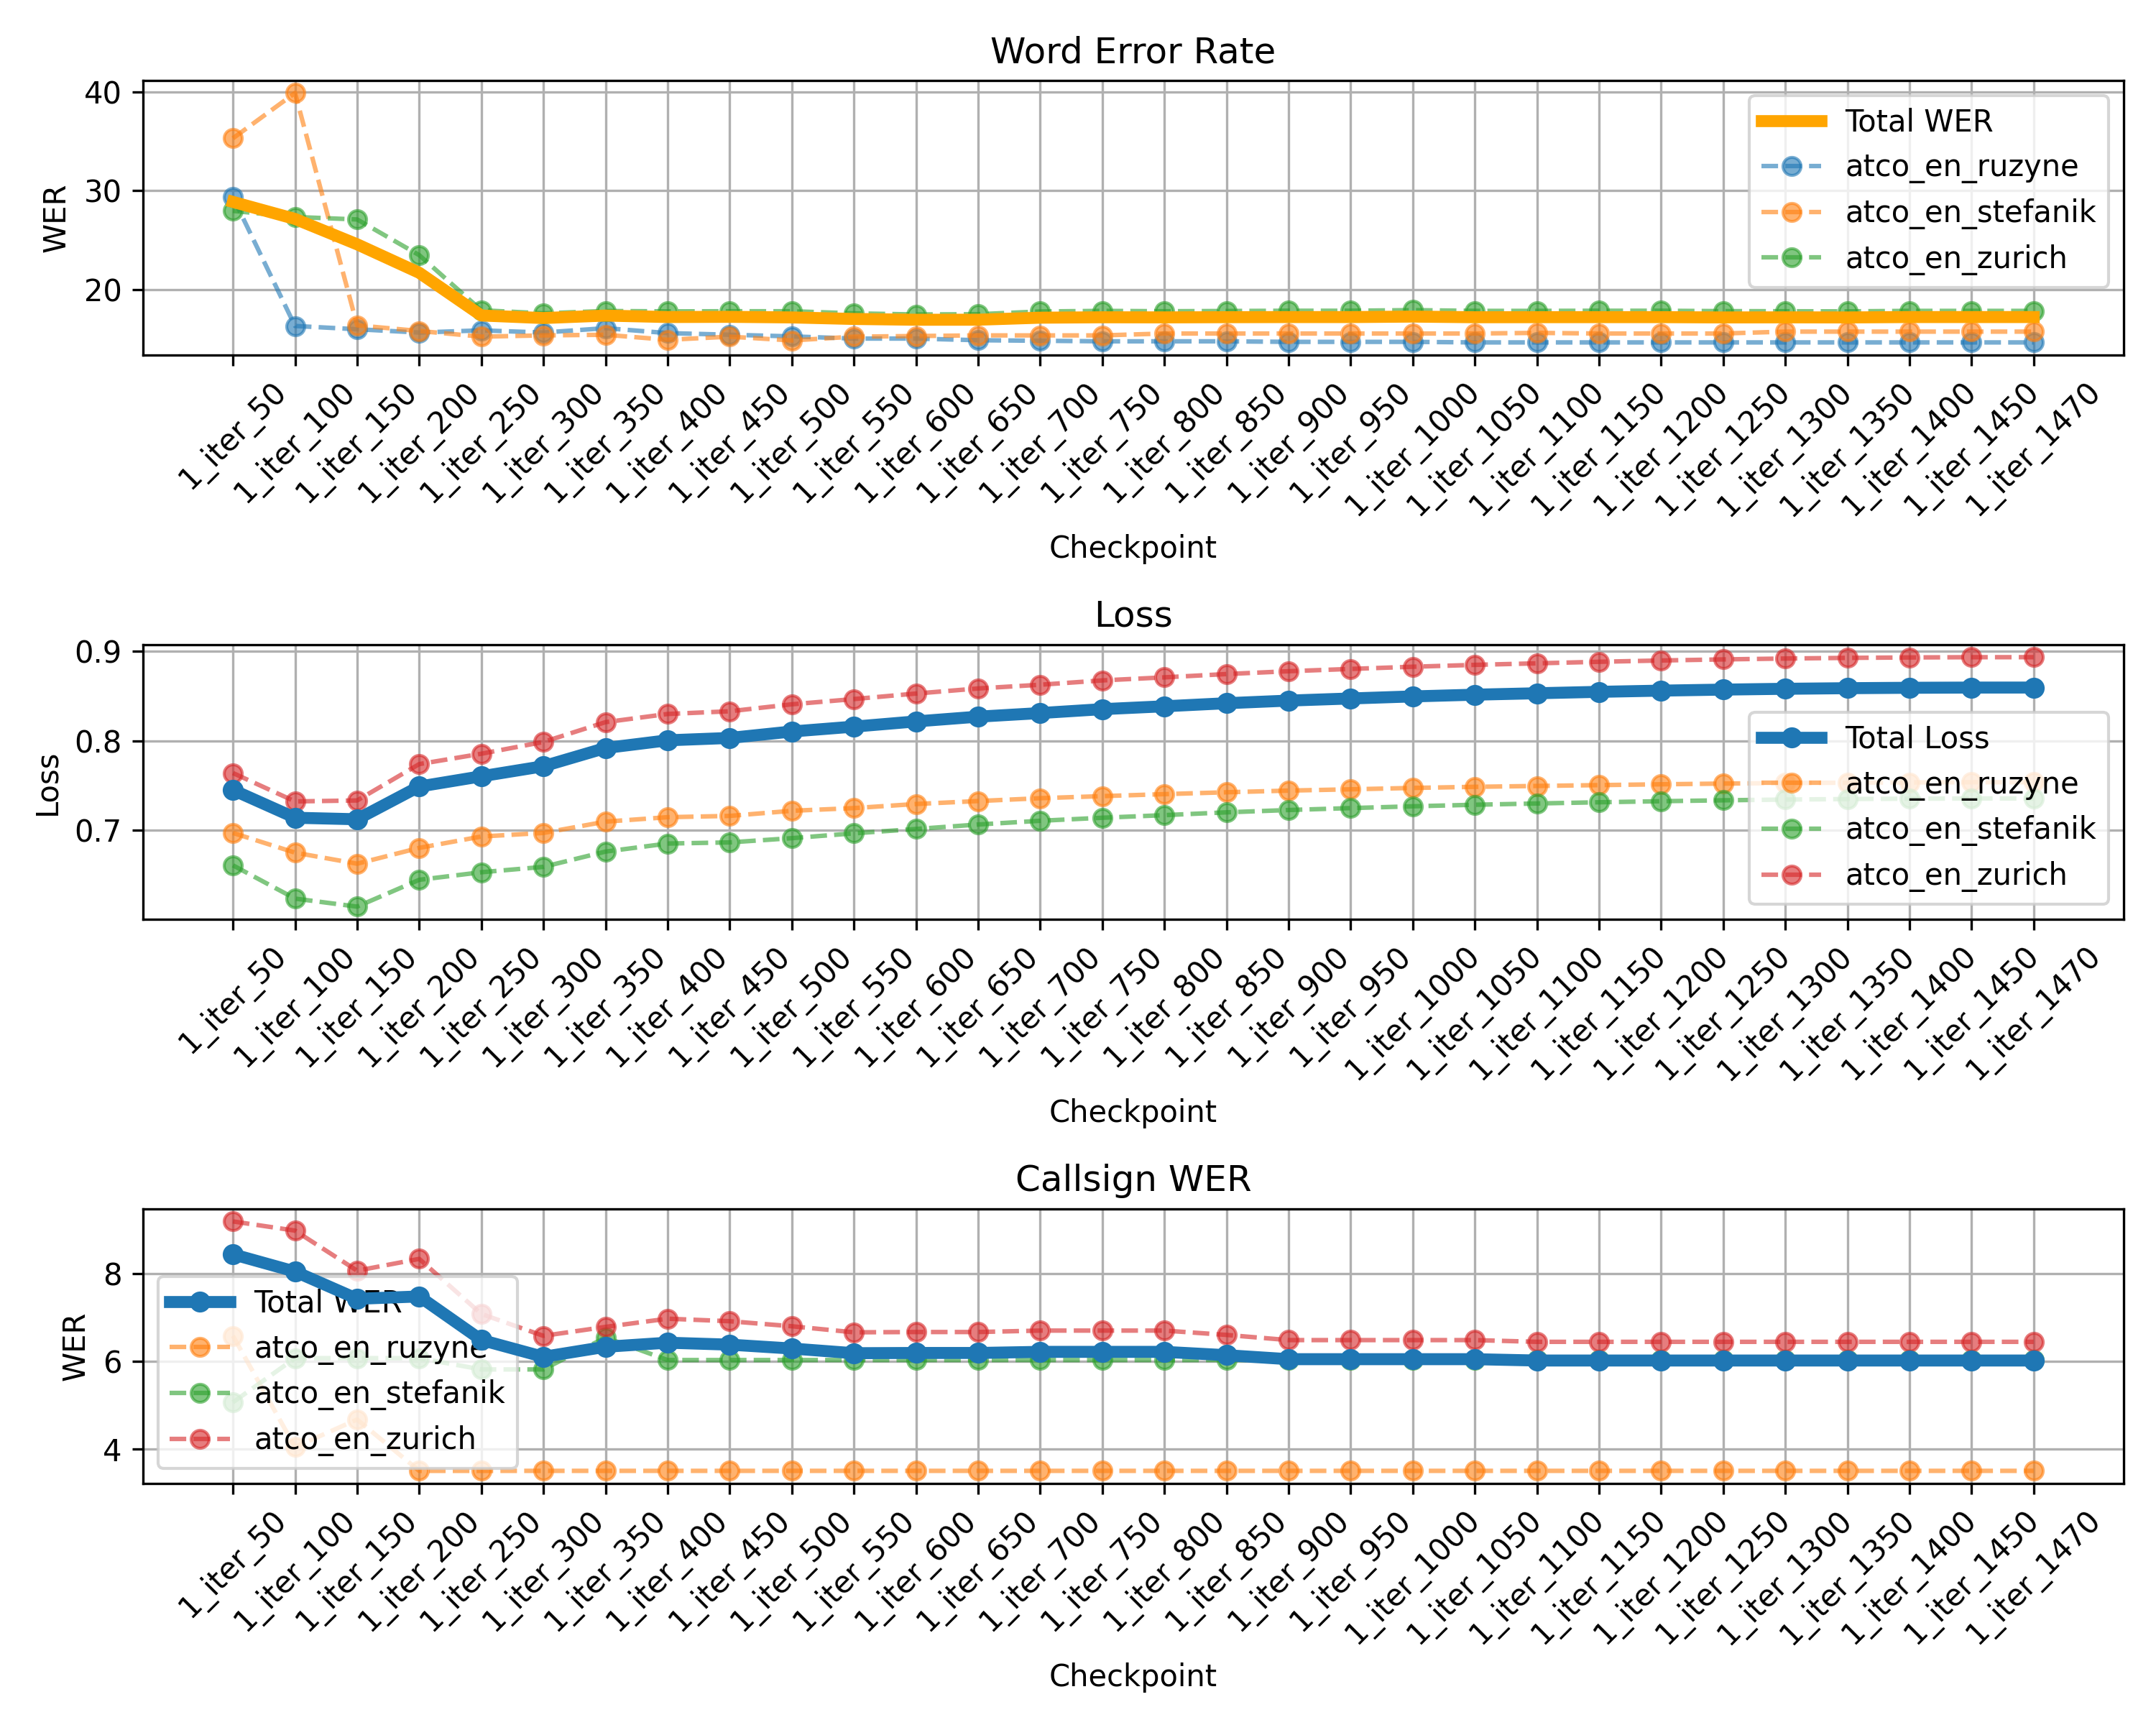 Word Error Rate
40
30
20
WER
Total WER
atco_en_ruzyne
atco_en_stefanik
atco_en_zurich
1_iter_50
1_iter_100
1_iter_150
1_iter_200
1_iter_250
1_iter_300
1_iter_350
1_iter_400
1_iter_450
1_iter_500
1_iter_550
1_iter_600
1_iter_650
1_iter_700
1_iter_750
1_iter_800
1_iter_850
1_iter_900
1_iter_950
1_iter_1000
1_iter_1050
1_iter_1100
1_iter_1150
1_iter_1200
1_iter_1250
1_iter_1300
1_iter_1350
1_iter_1400
1_iter_1450
1_iter_1470
Checkpoint
Loss
0.9
0.8
0.7
Loss
Total Loss
atco_en_ruzyne
atco_en_stefanik
atco_en_zurich
1_iter_50
1_iter_100
1_iter_150
1_iter_200
1_iter_250
1_iter_300
1_iter_350
1_iter_400
1_iter_450
1_iter_500
1_iter_550
1_iter_600
1_iter_650
1_iter_700
1_iter_750
1_iter_800
1_iter_850
1_iter_900
1_iter_950
1_iter_1000
1_iter_1050
1_iter_1100
1_iter_1150
1_iter_1200
1_iter_1250
1_iter_1300
1_iter_1350
1_iter_1400
1_iter_1450
1_iter_1470
Checkpoint
Callsign WER
8
6
4
WER
Total WER
atco_en_ruzyne
atco_en_stefanik
atco_en_zurich
1_iter_50
1_iter_100
1_iter_150
1_iter_200
1_iter_250
1_iter_300
1_iter_350
1_iter_400
1_iter_450
1_iter_500
1_iter_550
1_iter_600
1_iter_650
1_iter_700
1_iter_750
1_iter_800
1_iter_850
1_iter_900
1_iter_950
1_iter_1000
1_iter_1050
1_iter_1100
1_iter_1150
1_iter_1200
1_iter_1250
1_iter_1300
1_iter_1350
1_iter_1400
1_iter_1450
1_iter_1470
Checkpoint